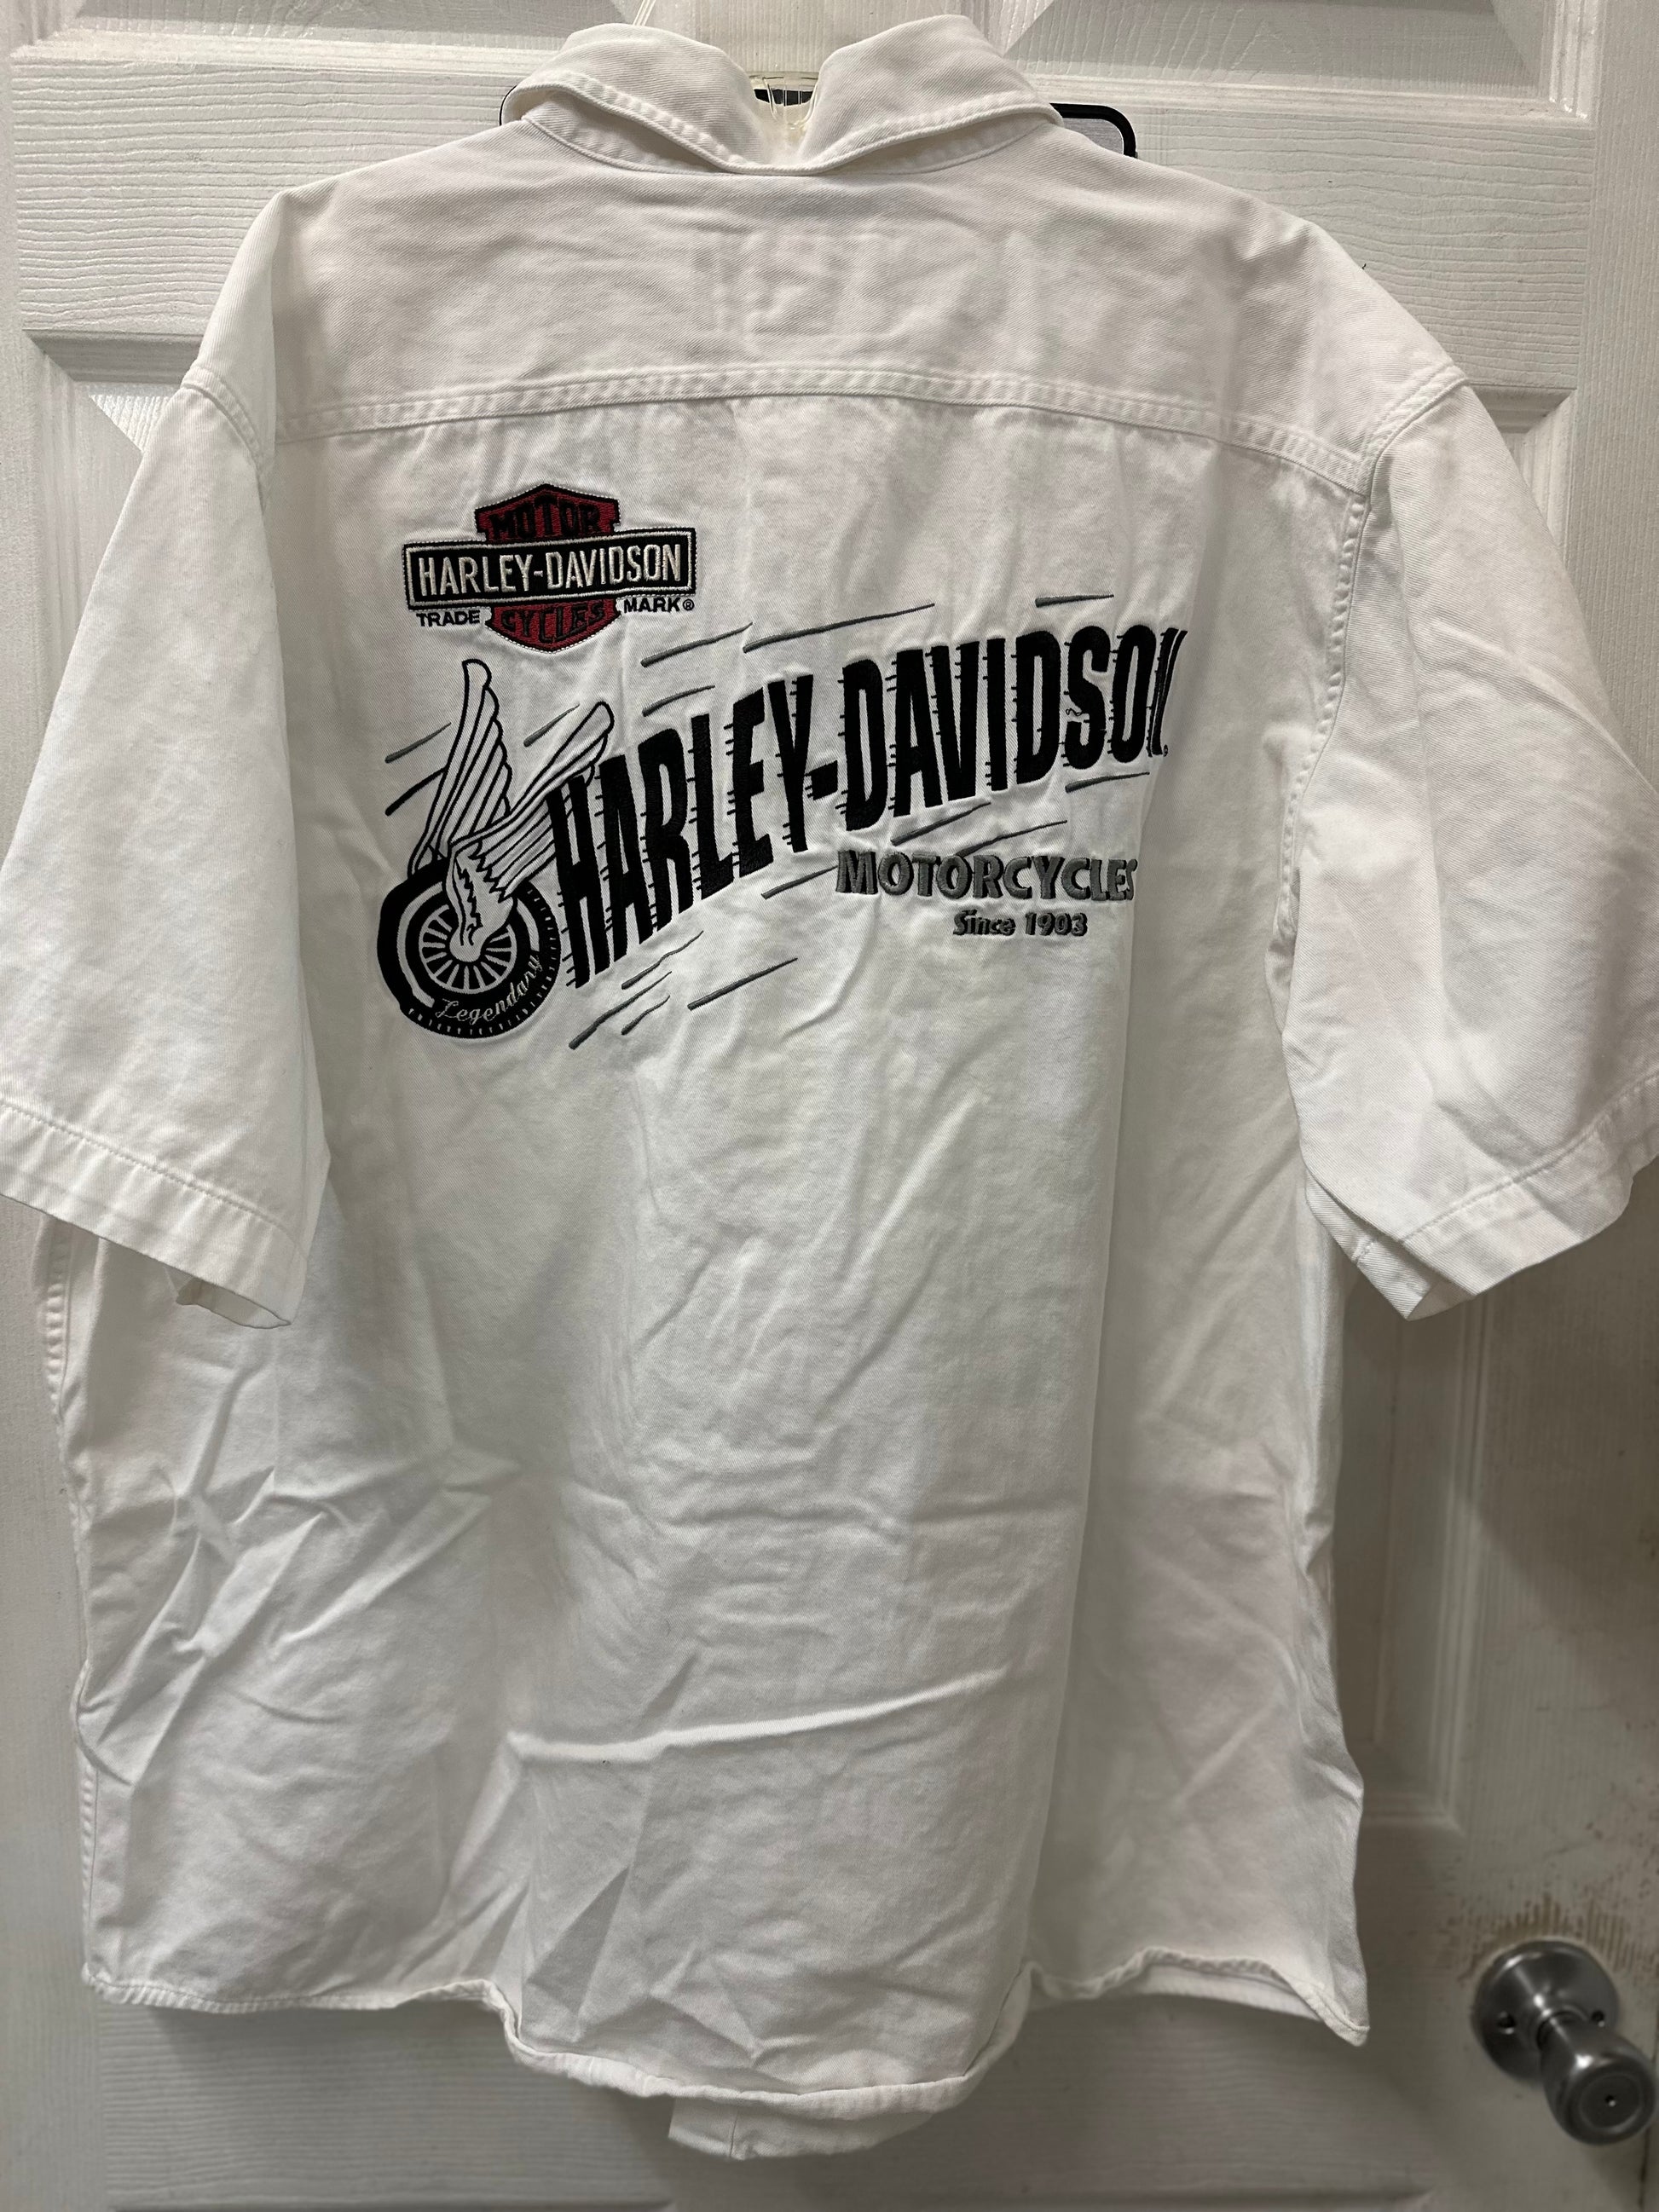 MOTOR
HARLEY-DAVIDSON
TRADE MARK®
CYCLES
HARLEY-DAVIDSON
MOTORCYCLES
Since 1903
Legendary